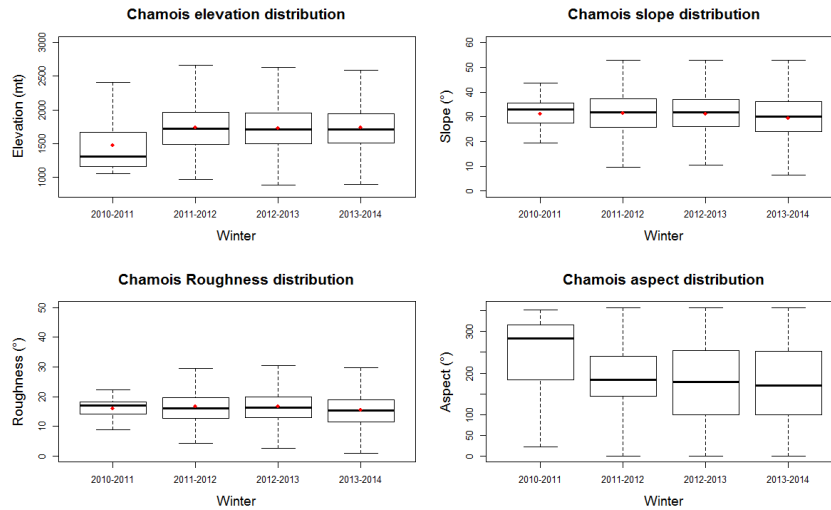 Chamois elevation distribution
Elevation (mt)
3000
2500
2000
1500
1000
2010-2011 2011-2012 2012-2013 2013-2014
Winter
Chamois slope distribution
Slope (°)
60
50
40
30
20
10
0
2010-2011 2011-2012 2012-2013 2013-2014
Winter
Chamois Roughness distribution
Roughness (°)
50
40
30
20
10
0
2010-2011 2011-2012 2012-2013 2013-2014
Winter
Chamois aspect distribution
Aspect (°)
300
200
100
50
0
2010-2011 2011-2012 2012-2013 2013-2014
Winter